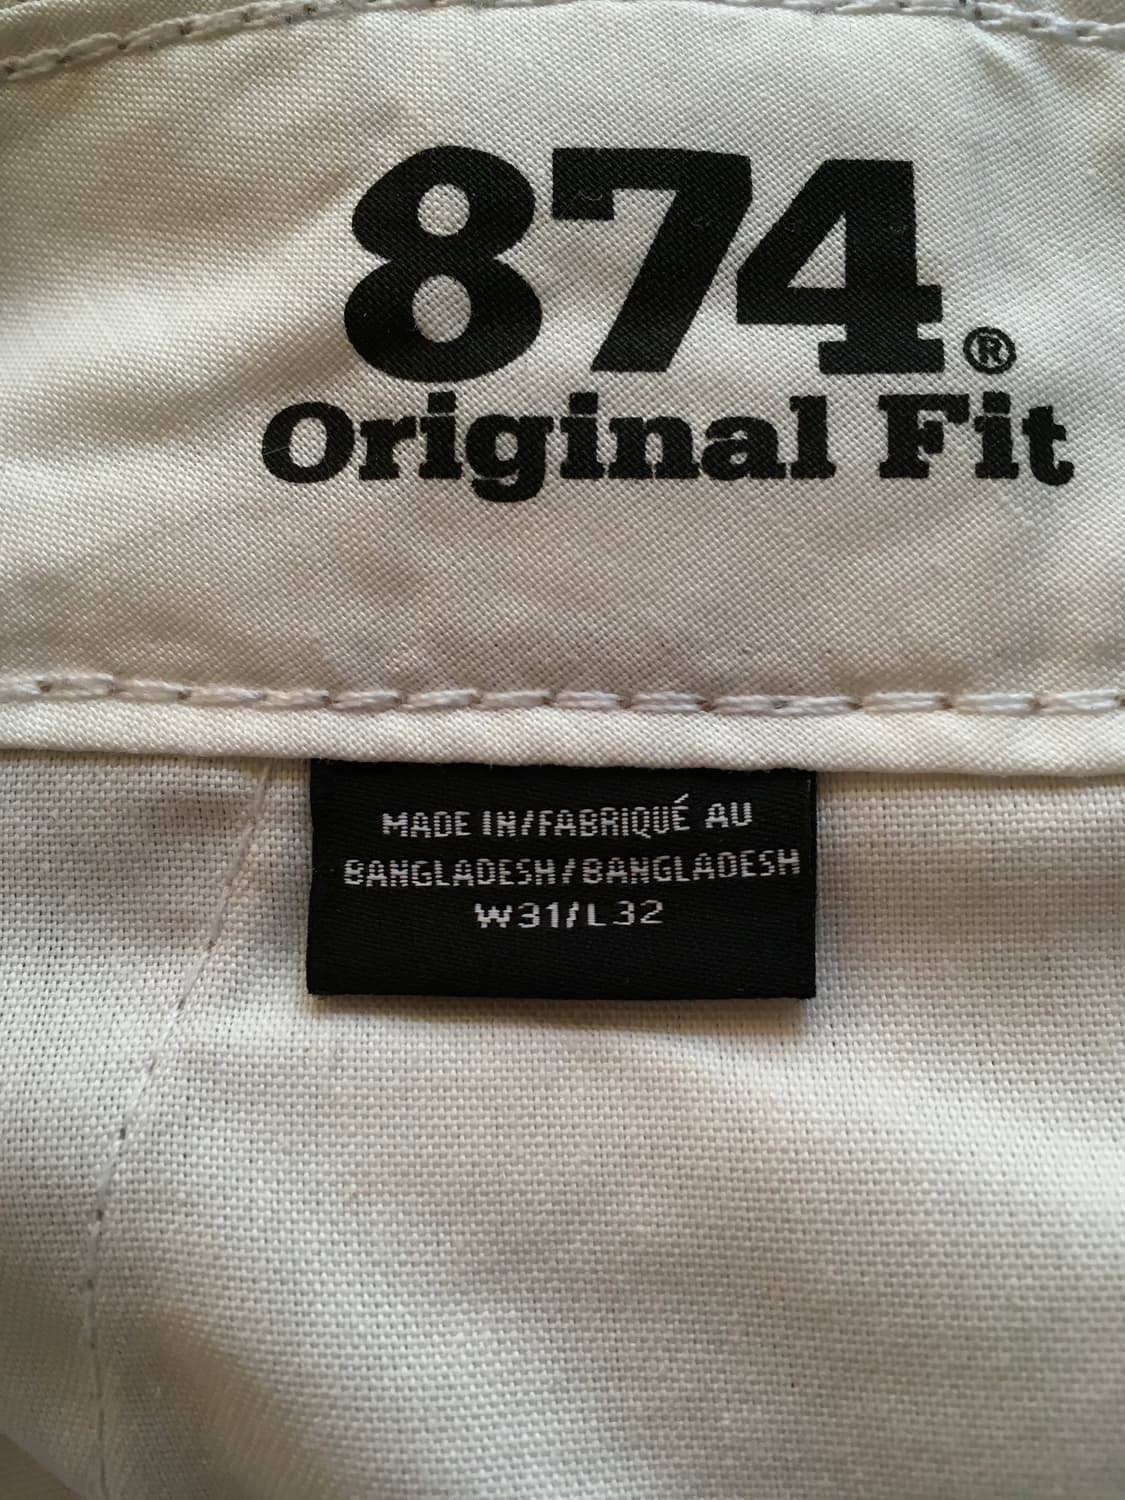 874®
Original Fit
MADE IN/FABRIQUÉ AU
BANGLADESH/BANGLADESH
W31/L32